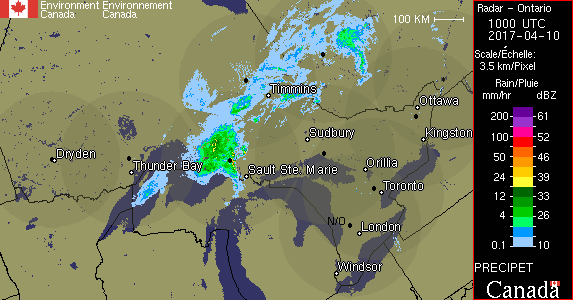 Environment Environnement
Canada Canada
100 KM
Timmins
Ottawa
Sudbury
Kingston
Dryden
Thunder Bay
Sault Ste. Marie
Orillia
Toronto
N/O
London
Windsor
Radar - Ontario
1000 UTC
2017-04-10
Scale/Échelle:
3.5 km/Pixel
Rain/Pluie
mm/hr dBZ
200 61
100 52
50 46
24 39
12 33
4 26
0.1 10
PRECIPET
Canada